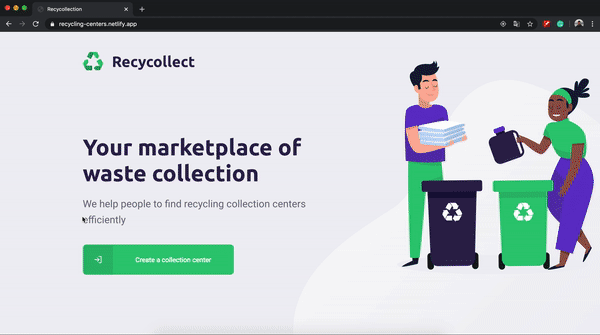 Recycollection
recycling-centers.netlify.app
Recycollect
Your marketplace of
waste collection
We help people to find recycling collection centers
efficiently
Create a collection center